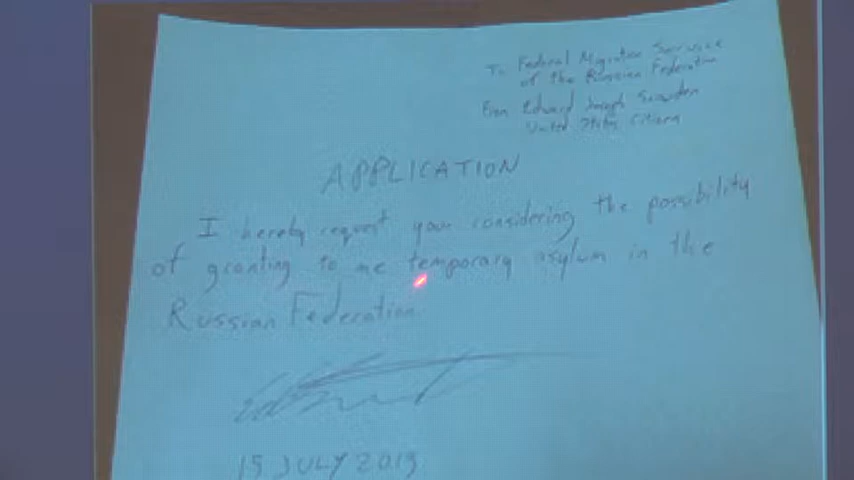 To Federal Migration Service
of the Russian Federation
From Edward Joseph Snowden
United States Citizen
APPLICATION
I hereby request your considering the possibility
of granting to me temporary asylum in the
Russian Federation.
15 JULY 2013